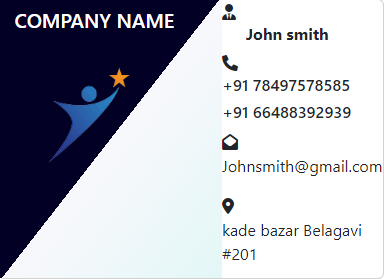 COMPANY NAME
John smith
+91 78497578585
+91 66488392939
Johnsmith@gmail.com
kade bazar Belagavi
#201